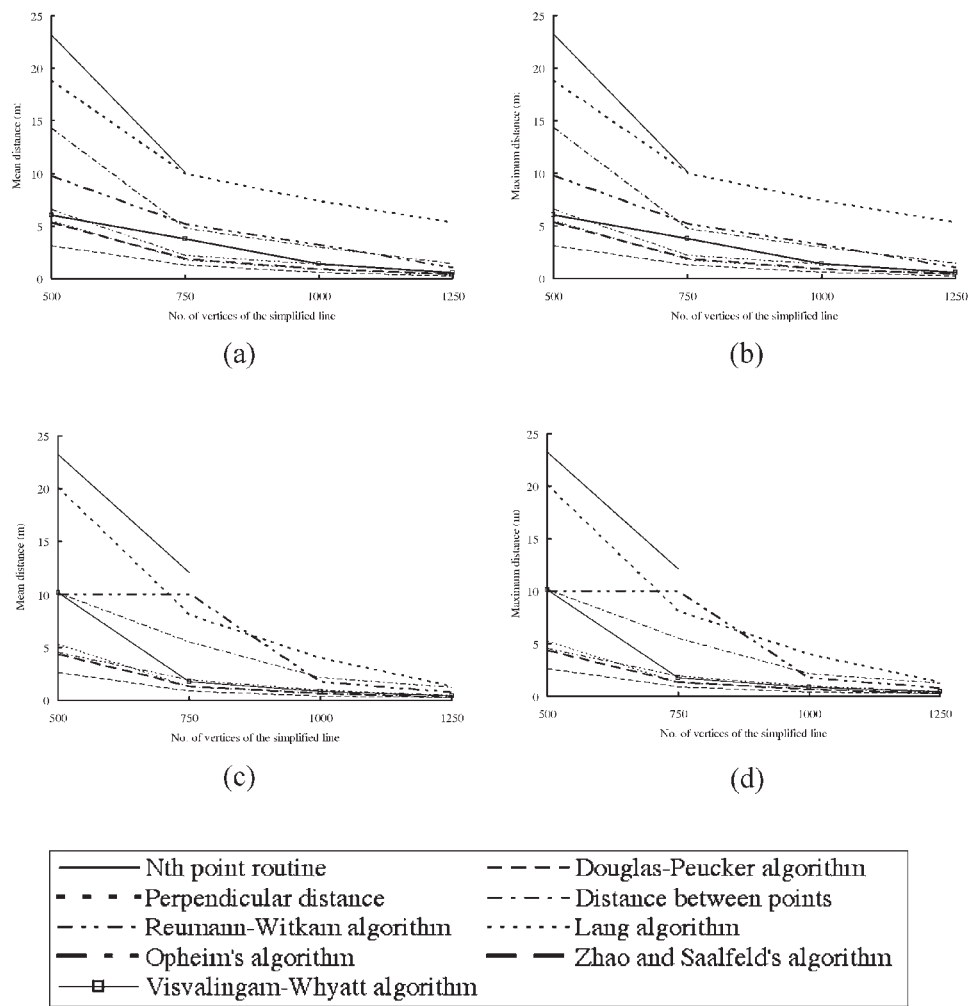 25
20
15
10
5
0
Mean distance (m)
500 750 1000 1250
No. of vertices of the simplified line
(a)
25
20
15
10
5
0
Maximum distance (m)
500 750 1000 1250
No. of vertices of the simplified line
(b)
25
20
15
10
5
0
Mean distance (m)
500 750 1000 1250
No. of vertices of the simplified line
(c)
25
20
15
10
5
0
Maximum distance (m)
500 750 1000 1250
No. of vertices of the simplified line
(d)
Nth point routine
Douglas-Peucker algorithm
Perpendicular distance
Distance between points
Reumann-Witkam algorithm
Lang algorithm
Opheim's algorithm
Zhao and Saalfeld's algorithm
Visvalingam-Whyatt algorithm